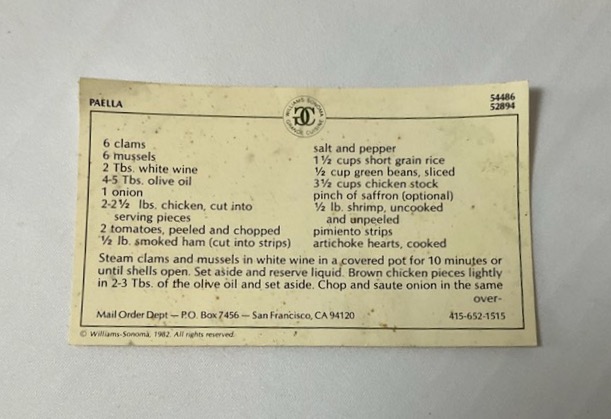 PAELLA
54486
52894
WILLIAMS-SONOMA
GRANDE CUISINE
6 clams
6 mussels
2 Tbs. white wine
4-5 Tbs. olive oil
1 onion
2-2½ lbs. chicken, cut into
serving pieces
2 tomatoes, peeled and chopped
½ lb. smoked ham (cut into strips)
salt and pepper
1½ cups short grain rice
½ cup green beans, sliced
3½ cups chicken stock
pinch of saffron (optional)
½ lb. shrimp, uncooked
and unpeeled
pimiento strips
artichoke hearts, cooked
Steam clams and mussels in white wine in a covered pot for 10 minutes or
until shells open. Set aside and reserve liquid. Brown chicken pieces lightly
in 2-3 Tbs. of the olive oil and set aside. Chop and saute onion in the same
over-
Mail Order Dept — P.O. Box 7456 — San Francisco, CA 94120 415-652-1515
© Williams-Sonoma, 1982. All rights reserved.